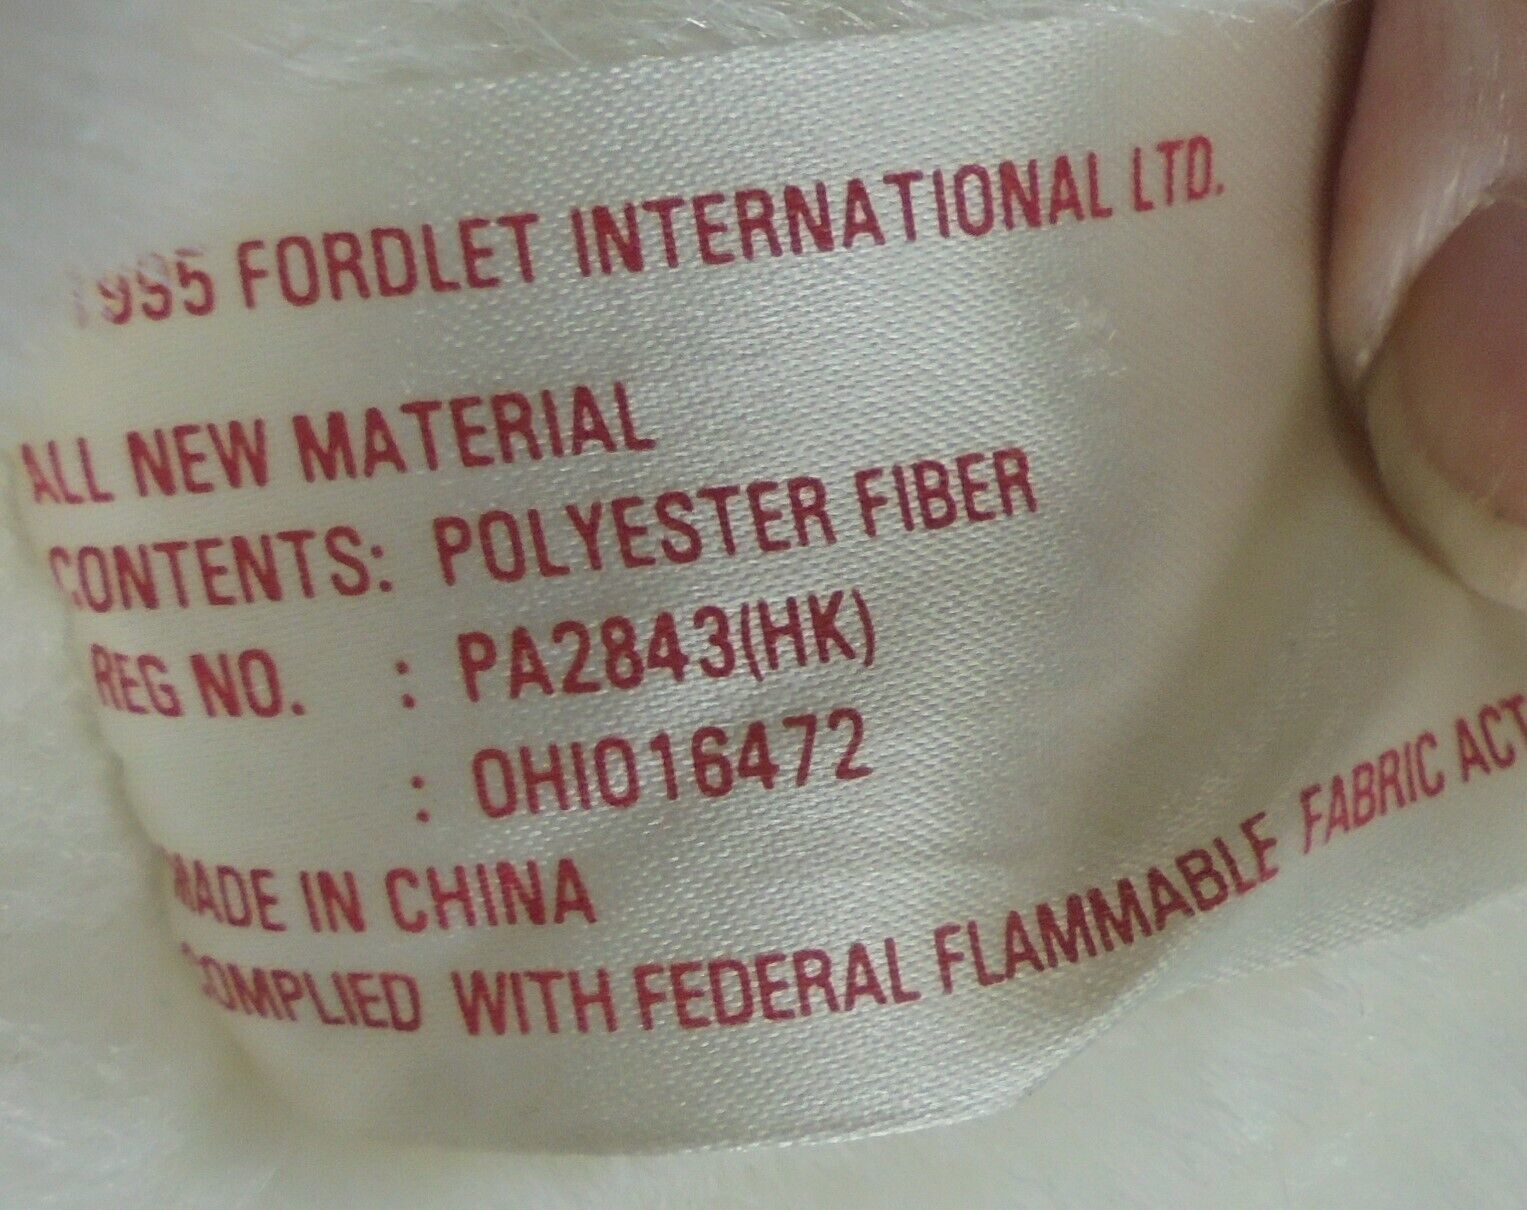 1995 FORDLET INTERNATIONAL LTD.
ALL NEW MATERIAL
CONTENTS: POLYESTER FIBER
REG NO. : PA2843(HK)
: OHIO16472
MADE IN CHINA
COMPLIED WITH FEDERAL FLAMMABLE FABRIC ACT